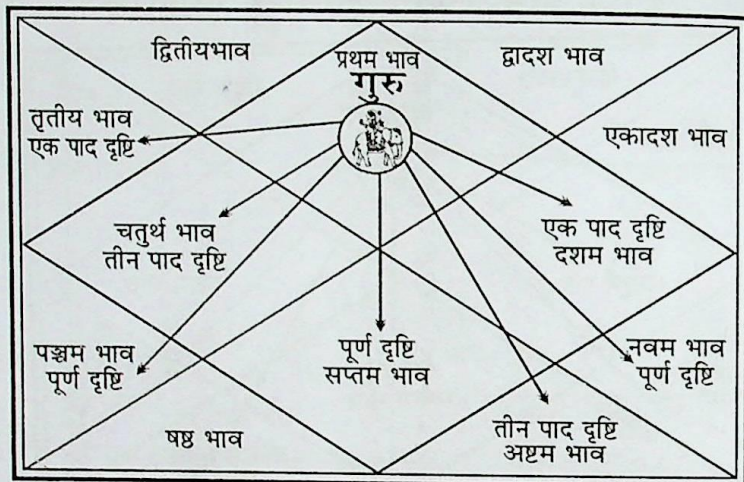 द्वितीयभाव
प्रथम भाव
गुरु
द्वादश भाव
तृतीय भाव
एक पाद दृष्टि
एकादश भाव
चतुर्थ भाव
तीन पाद दृष्टि
एक पाद दृष्टि
दशम भाव
पञ्चम भाव
पूर्ण दृष्टि
पूर्ण दृष्टि
सप्तम भाव
नवम भाव
पूर्ण दृष्टि
षष्ठ भाव
तीन पाद दृष्टि
अष्टम भाव